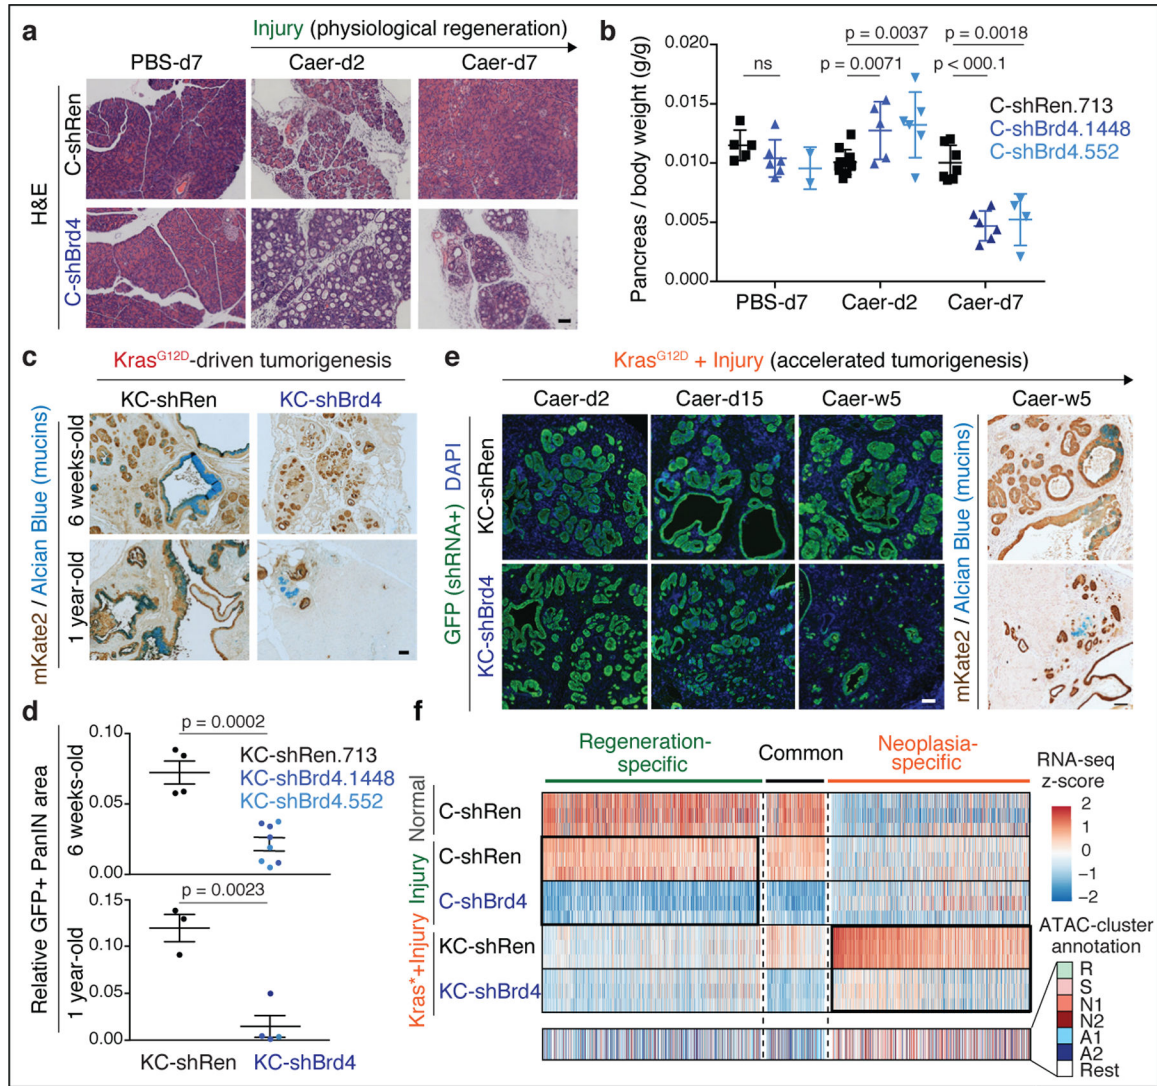 a
Injury (physiological regeneration)
PBS-d7
Caer-d2
Caer-d7
H&E
C-shRen
C-shBrd4
b
Pancreas / body weight (g/g)
0.020
0.015
0.010
0.005
0.000
ns
p = 0.0037
p = 0.0071
p = 0.0018
p < 000.1
C-shRen.713
C-shBrd4.1448
C-shBrd4.552
PBS-d7
Caer-d2
Caer-d7
c
KrasG12D-driven tumorigenesis
KC-shRen
KC-shBrd4
mKate2 / Alcian Blue (mucins)
6 weeks-old
1 year-old
e
KrasG12D + Injury (accelerated tumorigenesis)
Caer-d2
Caer-d15
Caer-w5
Caer-w5
GFP (shRNA+) DAPI
KC-shRen
KC-shBrd4
mKate2 / Alcian Blue (mucins)
d
Relative GFP+ PanIN area
6 weeks-old
1 year-old
0.10
0.05
0.00
p = 0.0002
KC-shRen.713
KC-shBrd4.1448
KC-shBrd4.552
0.15
0.10
0.05
0.00
p = 0.0023
KC-shRen
KC-shBrd4
f
Regeneration-
specific
Common
Neoplasia-
specific
Normal
Injury
Kras*+Injury
C-shRen
C-shRen
C-shBrd4
KC-shRen
KC-shBrd4
RNA-seq
z-score
2
1
0
−1
−2
ATAC-cluster
annotation
R
S
N1
N2
A1
A2
Rest